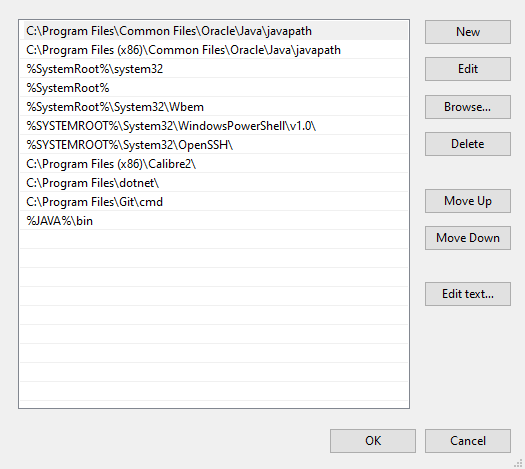 C:\Program Files\Common Files\Oracle\Java\javapath
C:\Program Files (x86)\Common Files\Oracle\Java\javapath
%SystemRoot%\system32
%SystemRoot%
%SystemRoot%\System32\Wbem
%SYSTEMROOT%\System32\WindowsPowerShell\v1.0\
%SYSTEMROOT%\System32\OpenSSH\
C:\Program Files (x86)\Calibre2\
C:\Program Files\dotnet\
C:\Program Files\Git\cmd
%JAVA%\bin
New
Edit
Browse...
Delete
Move Up
Move Down
Edit text...
OK
Cancel